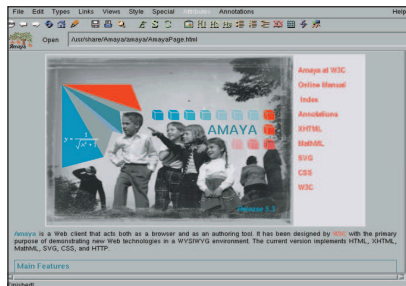 File Edit Types Links Views Style Special Attributes Annotations Help
Amaya
Open /usr/share/Amaya/amaya/AmayaPage.html
Amaya at W3C
Online Manual
Index
Annotations
XHTML
MathML
SVG
CSS
W3C
AMAYA
Amaya is a Web client that acts both as a browser and as an authoring tool. It has been designed by W3C with the primary
purpose of demonstrating new Web technologies in a WYSIWYG environment. The current version implements HTML, XHTML,
MathML, SVG, CSS, and HTTP.
Main Features
Finished!